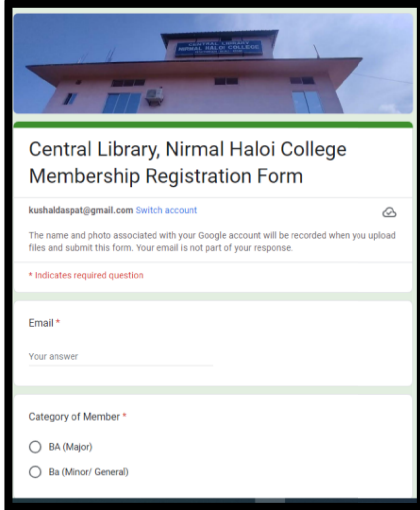 CENTRAL LIBRARY
NIRMAL HALOI COLLEGE
Central Library, Nirmal Haloi College
Membership Registration Form
kushaldaspat@gmail.com Switch account
The name and photo associated with your Google account will be recorded when you upload
files and submit this form. Your email is not part of your response.
* Indicates required question
Email *
Your answer
Category of Member *
BA (Major)
Ba (Minor/ General)